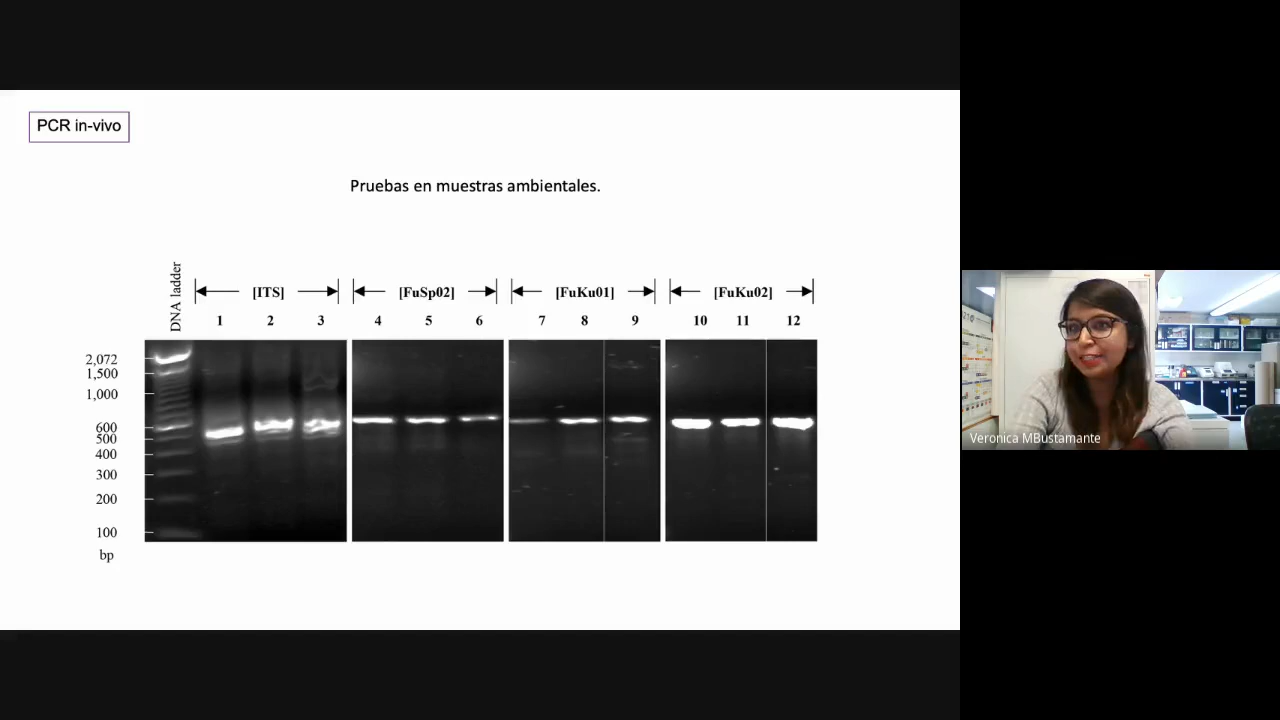 PCR in-vivo
Pruebas en muestras ambientales.
DNA ladder
[ITS] [FuSp02] [FuKu01] [FuKu02]
1 2 3 4 5 6 7 8 9 10 11 12
2,072
1,500
1,000
600
500
400
300
200
100
bp
Veronica MBustamante